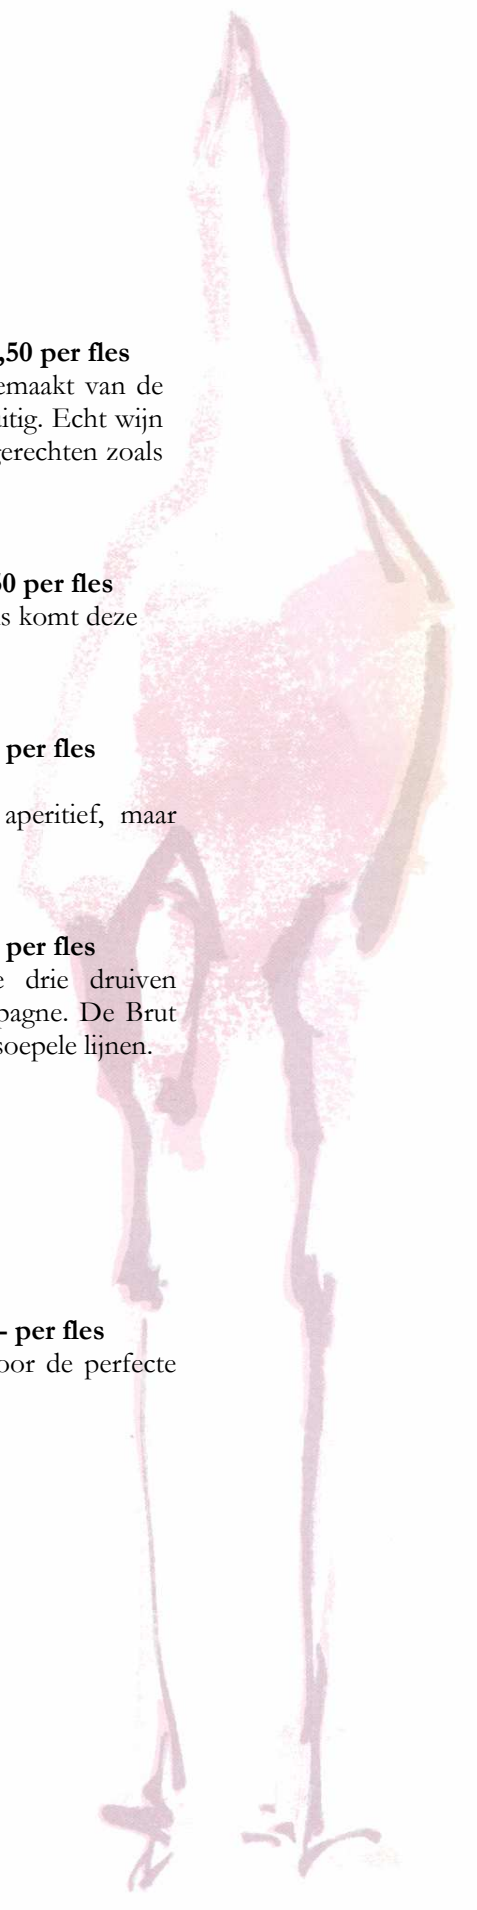 ,50 per fles
emaakt van de
uitig. Echt wijn
gerechten zoals
50 per fles
s komt deze
per fles
aperitief, maar
per fles
e drie druiven
pagne. De Brut
soepele lijnen.
- per fles
oor de perfecte